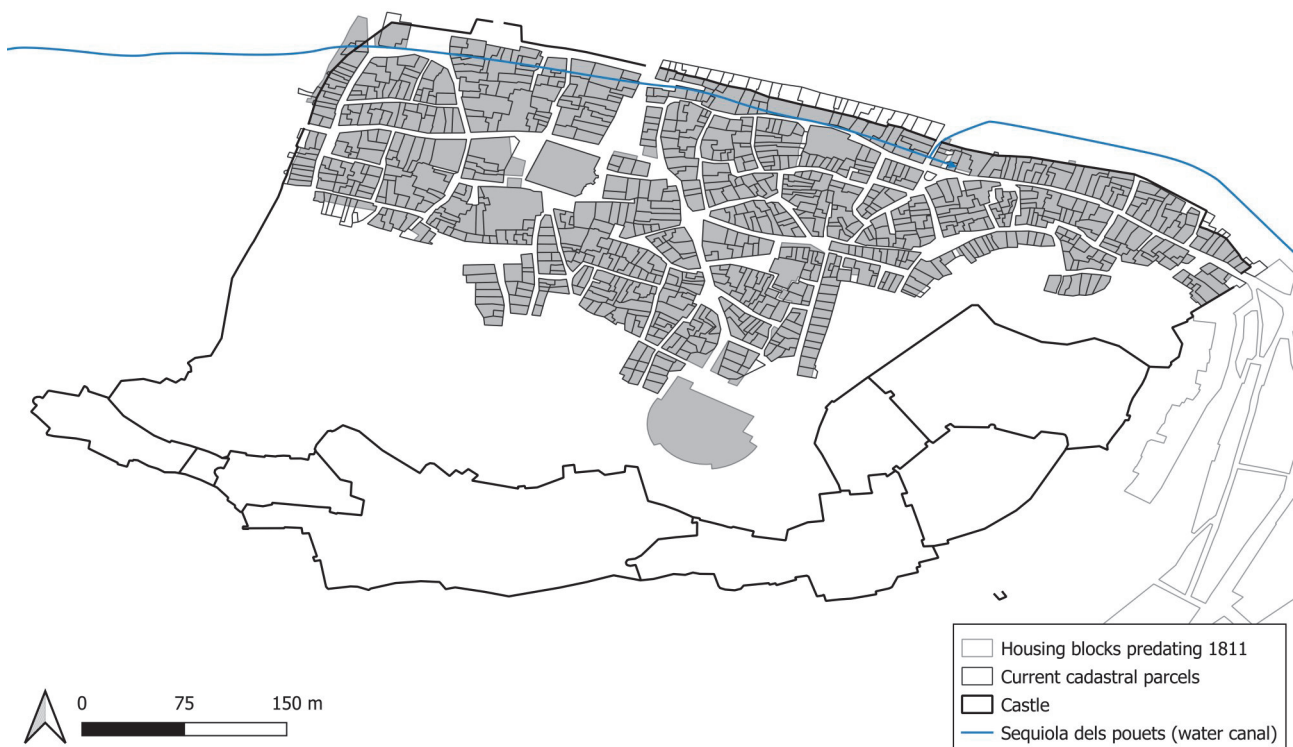 Housing blocks predating 1811
Current cadastral parcels
Castle
Sequiola dels pouets (water canal)
0 75 150 m